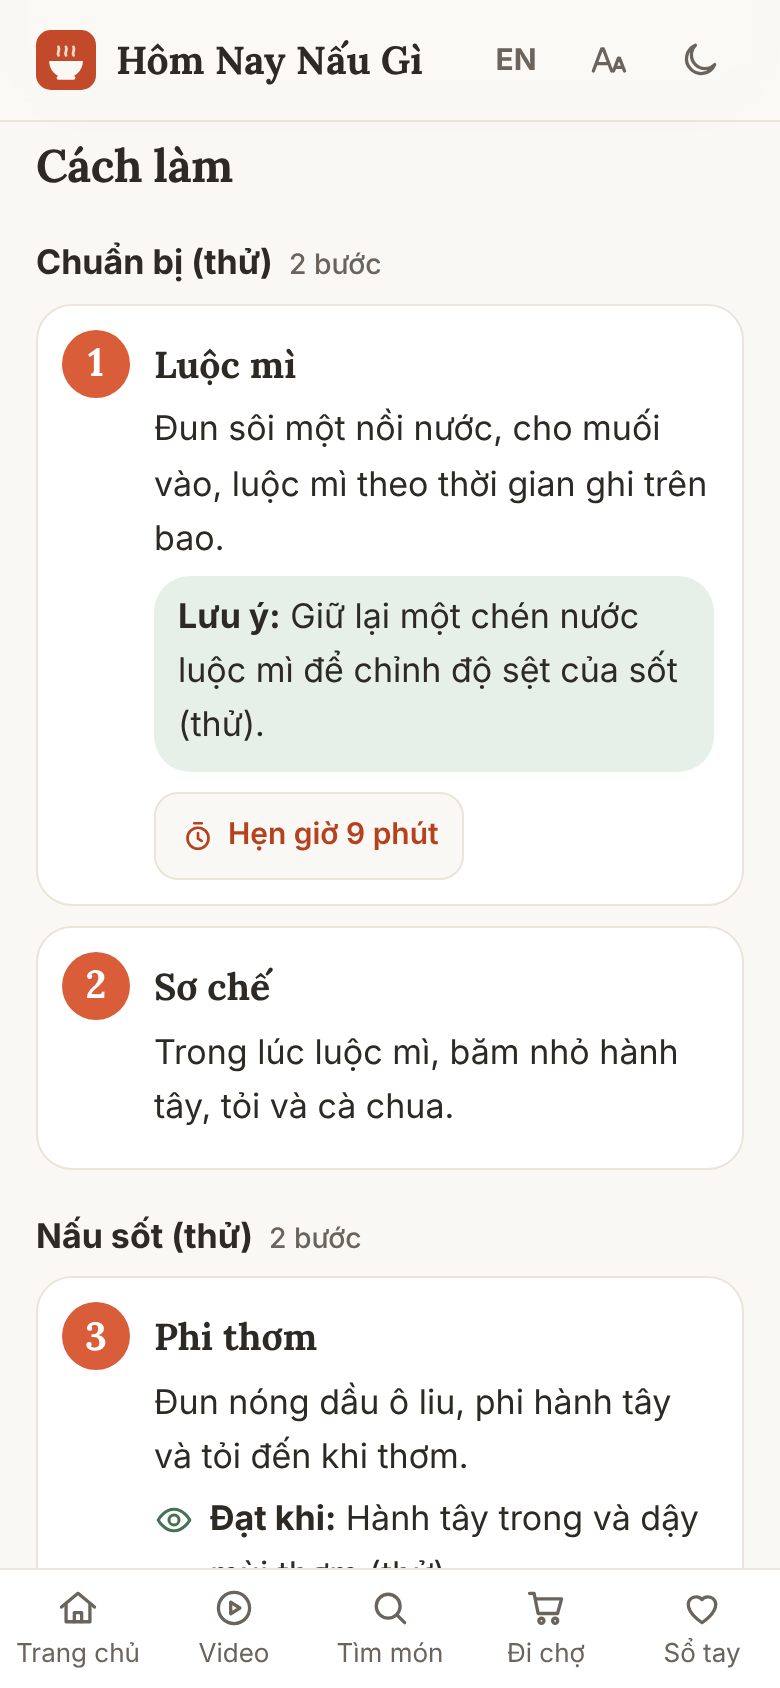 Hôm Nay Nấu Gì EN AA
Cách làm
Chuẩn bị (thử) 2 bước
1 Luộc mì
Đun sôi một nồi nước, cho muối
vào, luộc mì theo thời gian ghi trên
bao.
Lưu ý: Giữ lại một chén nước
luộc mì để chỉnh độ sệt của sốt
(thử).
Hẹn giờ 9 phút
2 Sơ chế
Trong lúc luộc mì, băm nhỏ hành
tây, tỏi và cà chua.
Nấu sốt (thử) 2 bước
3 Phi thơm
Đun nóng dầu ô liu, phi hành tây
và tỏi đến khi thơm.
Đạt khi: Hành tây trong và dậy
mùi thơm (thử)
Trang chủ Video Tìm món Đi chợ Sổ tay